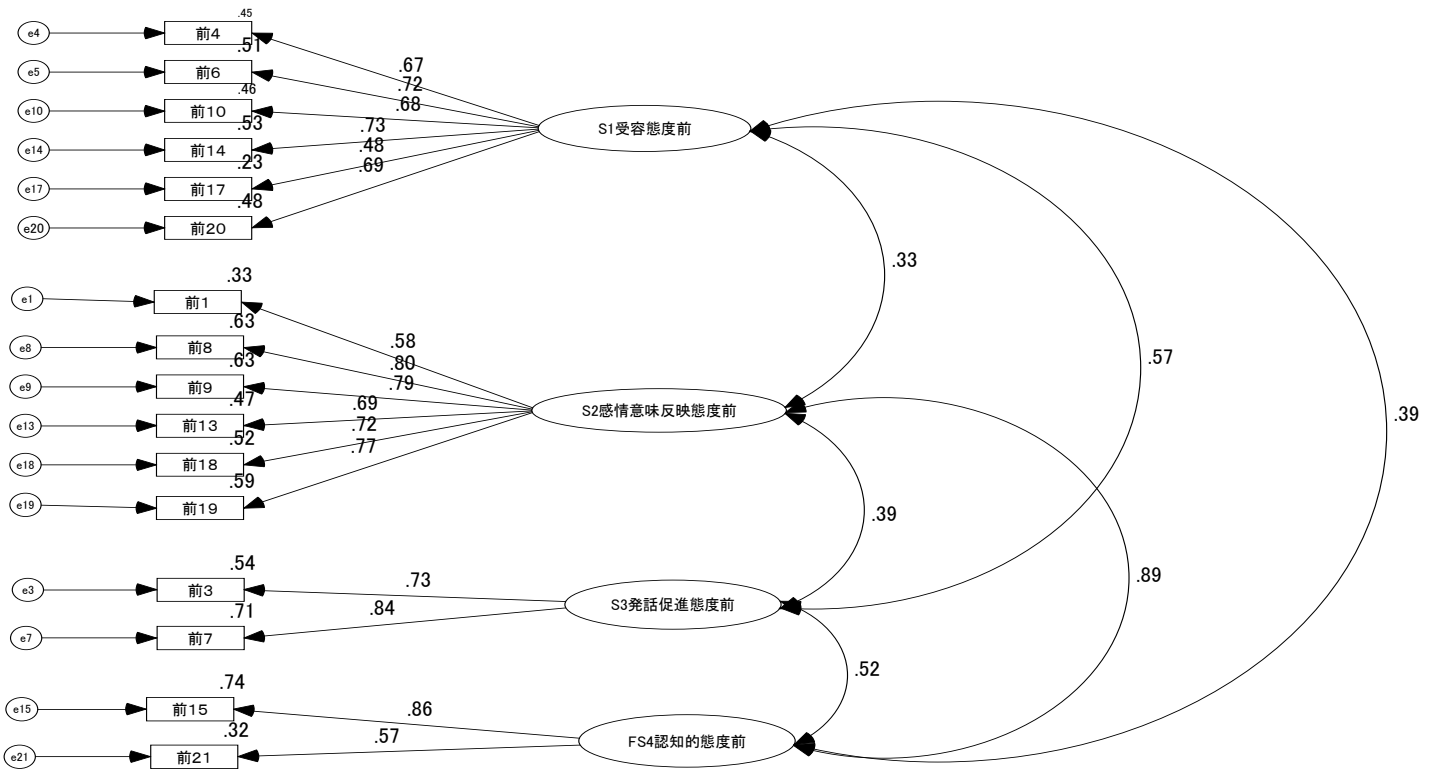 .45
e4 前4
.67
.51
e5 前6
.72
.46
e10 前10
.68
.53
e14 前14
.73
.23
e17 前17
.48
.48
e20 前20
.69
S1受容態度前
.33
.57
.39
.33
e1 前1
.58
.63
e8 前8
.80
.63
e9 前9
.79
.47
e13 前13
.69
.52
e18 前18
.72
.59
e19 前19
.77
S2感情意味反映態度前
.39
.89
.54
e3 前3
.73
.71
e7 前7
.84
S3発話促進態度前
.52
.74
e15 前15
.86
.32
e21 前21
.57
FS4認知的態度前